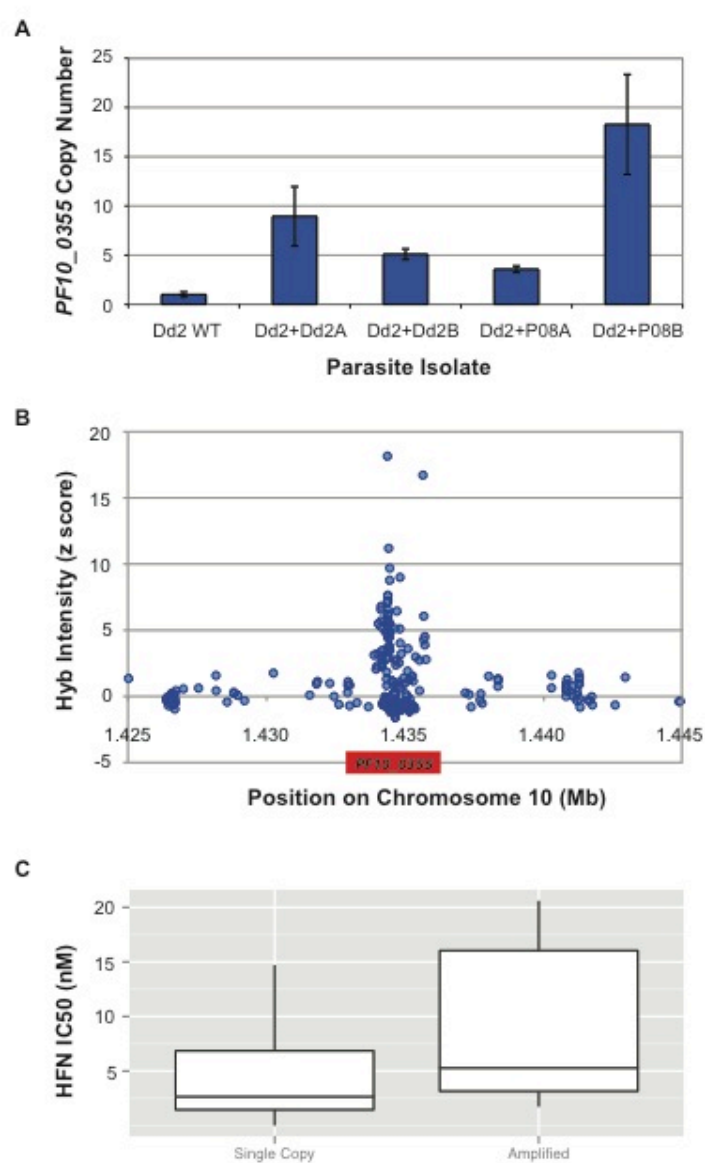 A
PF10_0355 Copy Number
25
20
15
10
5
0
Dd2 WT Dd2+Dd2A Dd2+Dd2B Dd2+P08A Dd2+P08B
Parasite Isolate
B
Hyb Intensity (z score)
20
15
10
5
0
-5
1.425 1.430 1.435 1.440 1.445
PF10_0355
Position on Chromosome 10 (Mb)
C
HFN IC50 (nM)
20
15
10
5
Single Copy Amplified